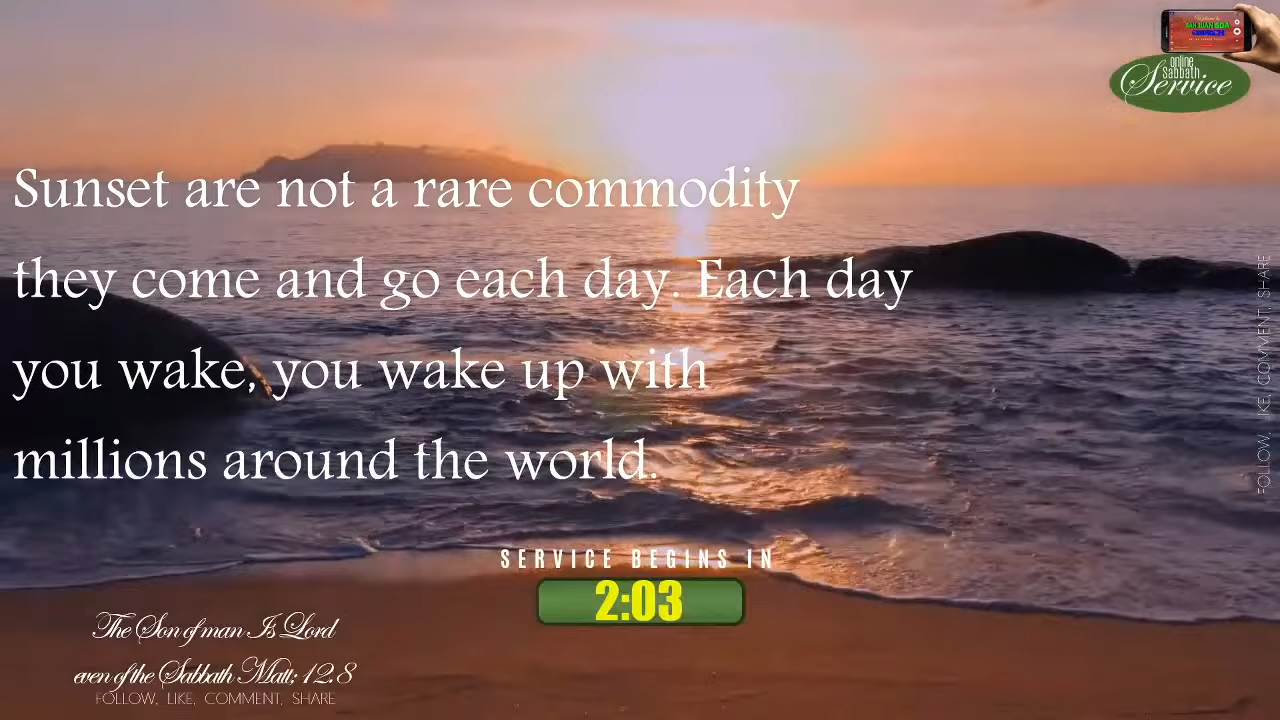 online
Sabbath
Service
Sunset are not a rare commodity
they come and go each day. Each day
you wake, you wake up with
millions around the world.
FOLLOW, LIKE, COMMENT, SHARE
SERVICE BEGINS IN
2:03
The Son of man Is Lord
even of the Sabbath Matt; 12.8
FOLLOW, LIKE, COMMENT, SHARE